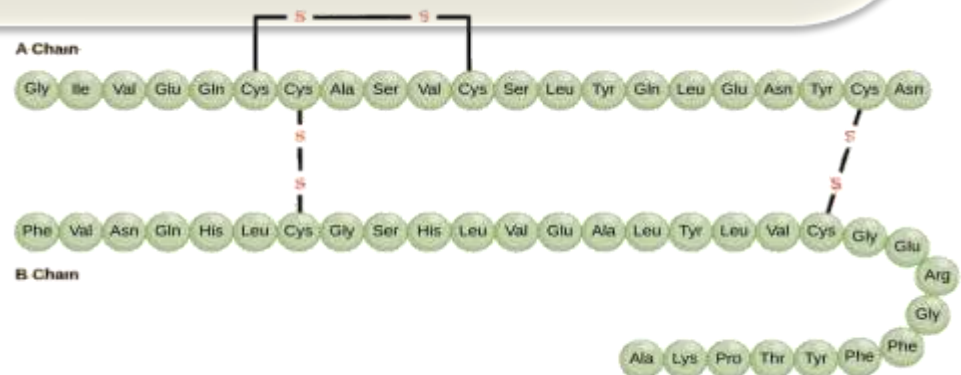 S S
A Chain
Gly Ile Val Glu Gln Cys Cys Ala Ser Val Cys Ser Leu Tyr Gln Leu Glu Asn Tyr Cys Asn
S S
S S
Phe Val Asn Gln His Leu Cys Gly Ser His Leu Val Glu Ala Leu Tyr Leu Val Cys Gly Glu
B Chain
Arg
Gly
Ala Lys Pro Thr Tyr Phe Phe